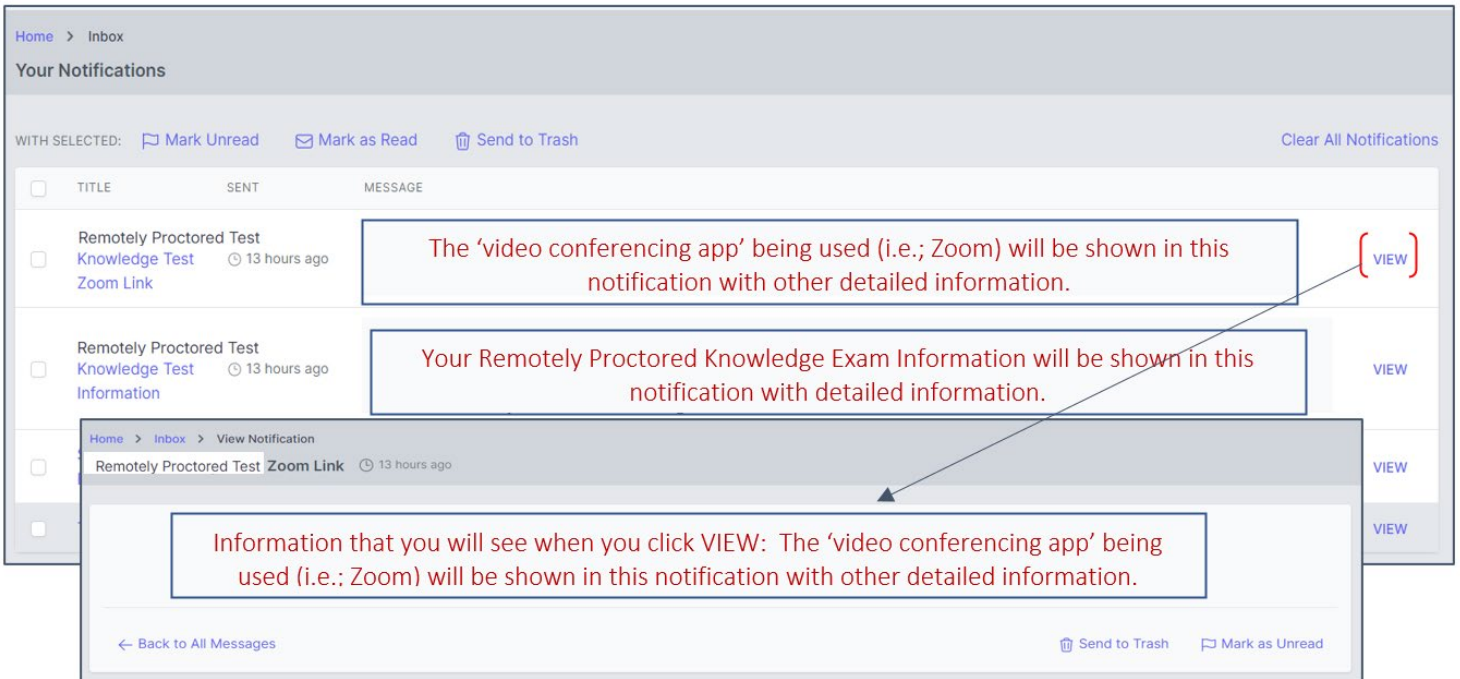 Home > Inbox
Your Notifications
WITH SELECTED: Mark Unread Mark as Read Send to Trash Clear All Notifications
TITLE SENT MESSAGE
Remotely Proctored Test
Knowledge Test 13 hours ago
Zoom Link
The ‘video conferencing app’ being used (i.e.; Zoom) will be shown in this
notification with other detailed information.
VIEW
Remotely Proctored Test
Knowledge Test 13 hours ago
Information
Your Remotely Proctored Knowledge Exam Information will be shown in this
notification with detailed information.
VIEW
VIEW
VIEW
Home > Inbox > View Notification
Remotely Proctored Test Zoom Link 13 hours ago
Information that you will see when you click VIEW: The ‘video conferencing app’ being
used (i.e.; Zoom) will be shown in this notification with other detailed information.
← Back to All Messages Send to Trash Mark as Unread